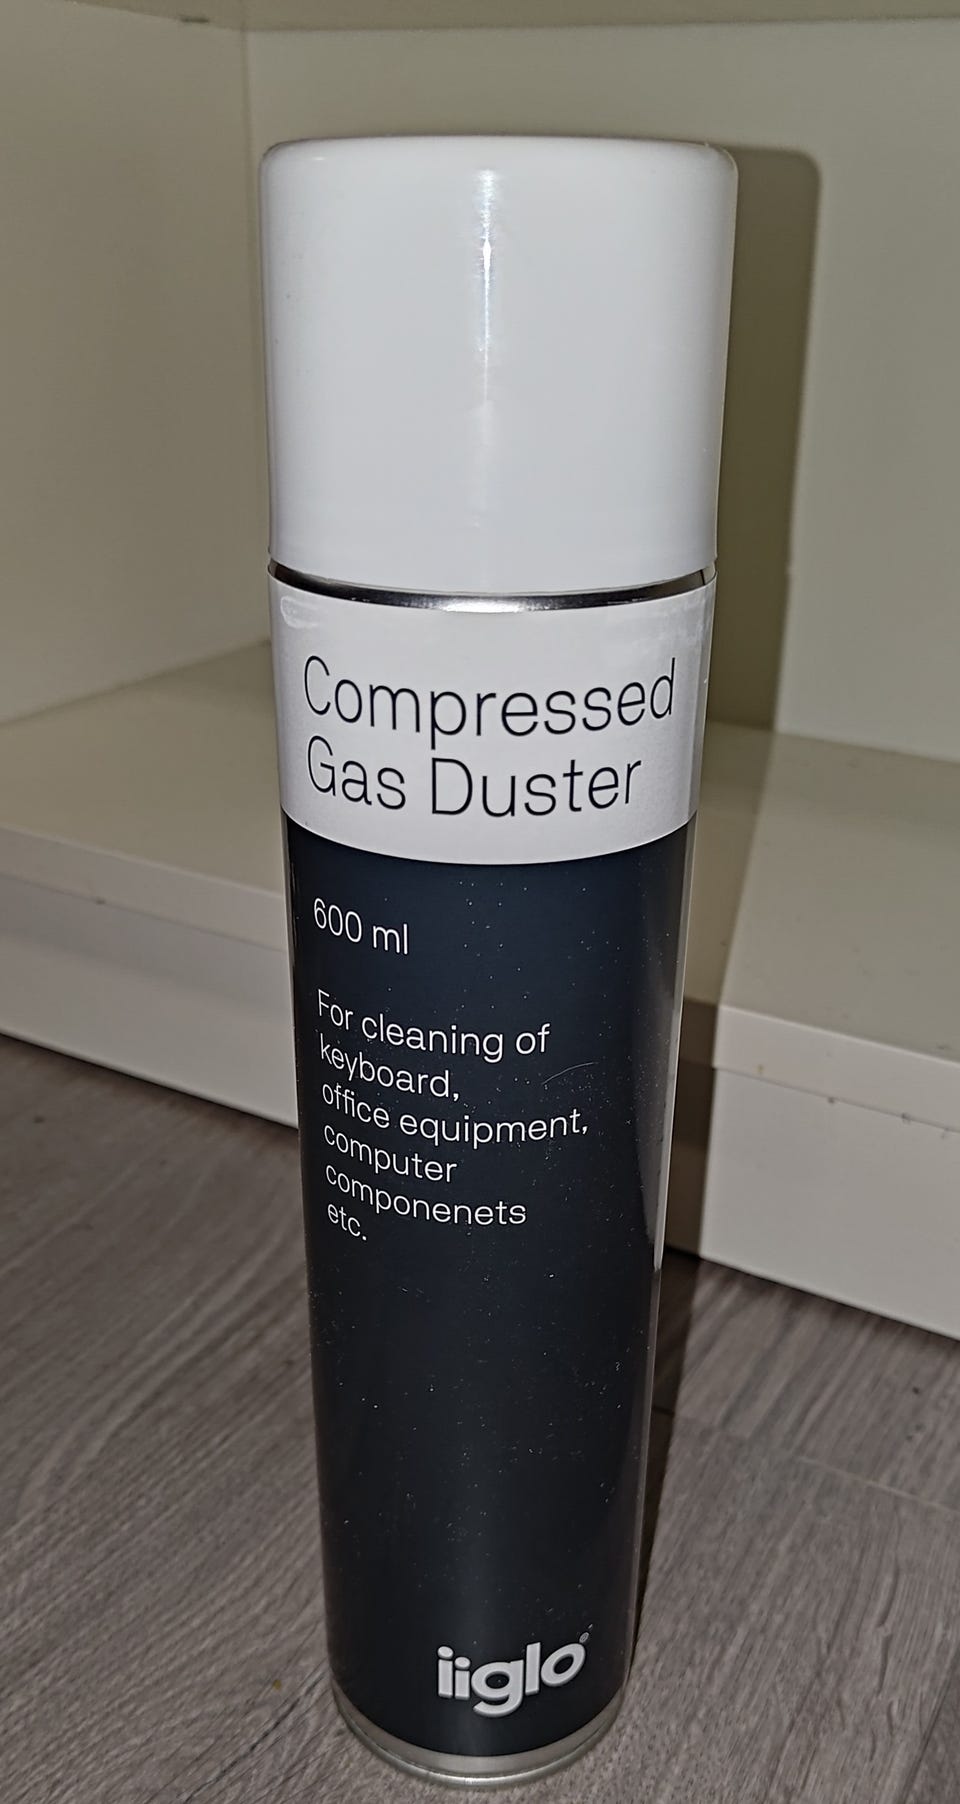 Compressed
Gas Duster
600 ml
For cleaning of
keyboard,
office equipment,
computer
componenets
etc.
iiglo®